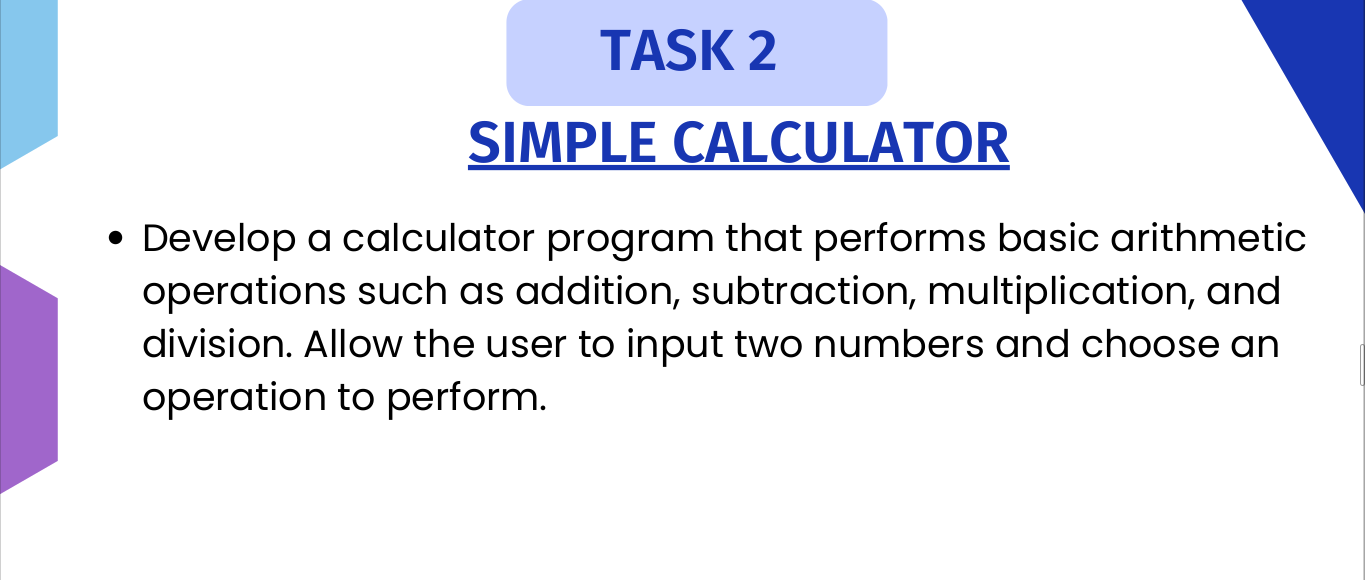 TASK 2
SIMPLE CALCULATOR
• Develop a calculator program that performs basic arithmetic
operations such as addition, subtraction, multiplication, and
division. Allow the user to input two numbers and choose an
operation to perform.